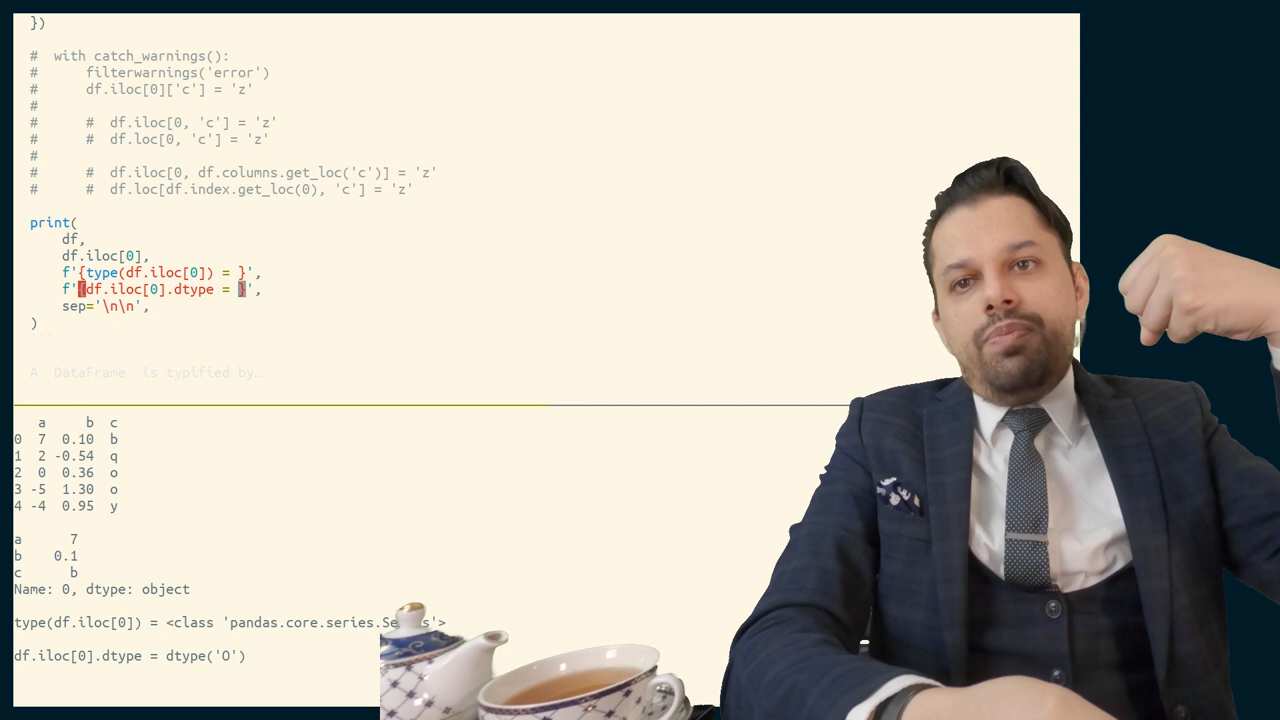 })
#  with catch_warnings():
#      filterwarnings('error')
#      df.iloc[0]['c'] = 'z'
#
#      #  df.iloc[0, 'c'] = 'z'
#      #  df.loc[0, 'c'] = 'z'
#
#      #  df.iloc[0, df.columns.get_loc('c')] = 'z'
#      #  df.loc[df.index.get_loc(0), 'c'] = 'z'
print(
    df,
    df.iloc[0],
    f'{type(df.iloc[0]) = }',
    f'{df.iloc[0].dtype = }',
    sep='\n\n',
)
```
A `DataFrame` is typified by…
   a     b  c
0  7  0.10  b
1  2 -0.54  q
2  0  0.36  o
3 -5  1.30  o
4 -4  0.95  y
a      7
b    0.1
c      b
Name: 0, dtype: object
type(df.iloc[0]) = <class 'pandas.core.series.Se  s'>
df.iloc[0].dtype = dtype('O')